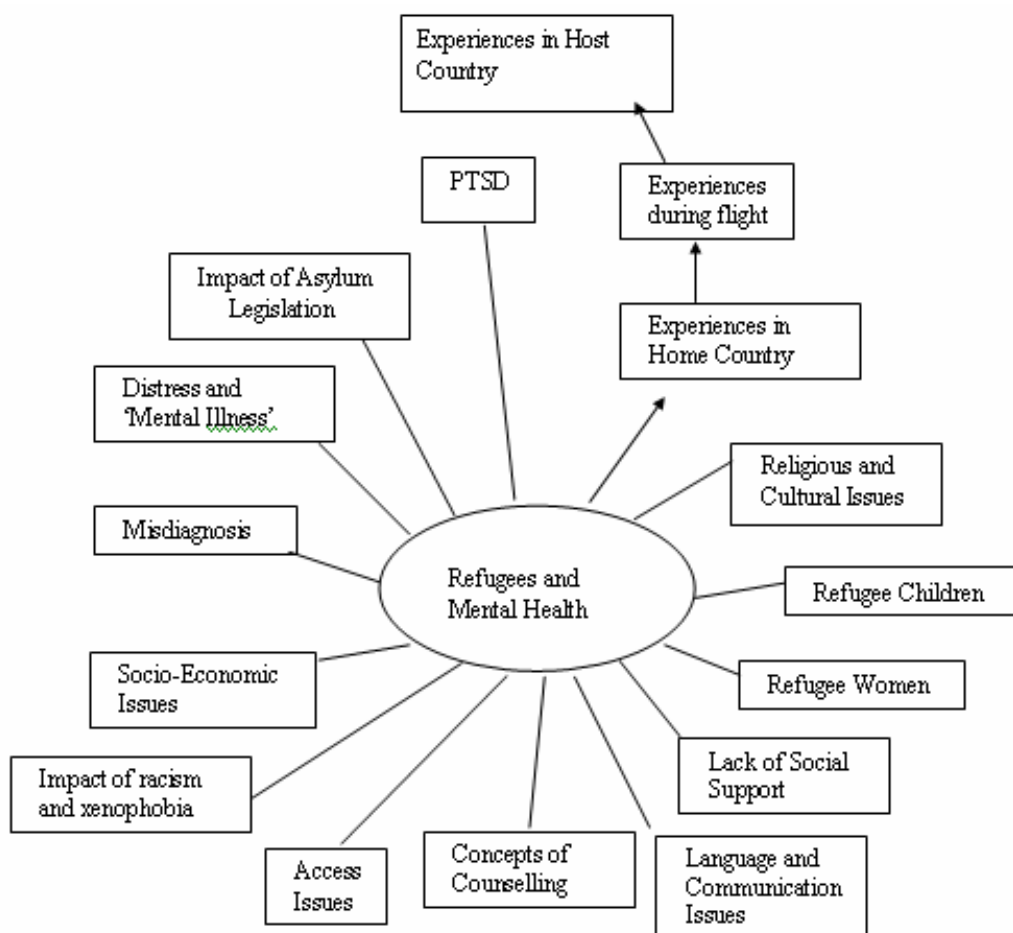 Experiences in Host
Country
PTSD
Experiences
during flight
Impact of Asylum
Legislation
Experiences in
Home Country
Distress and
‘Mental Illness’
Religious and
Cultural Issues
Misdiagnosis
Refugees and
Mental Health
Refugee Children
Socio-Economic
Issues
Refugee Women
Impact of racism
and xenophobia
Lack of Social
Support
Access
Issues
Concepts of
Counselling
Language and
Communication
Issues